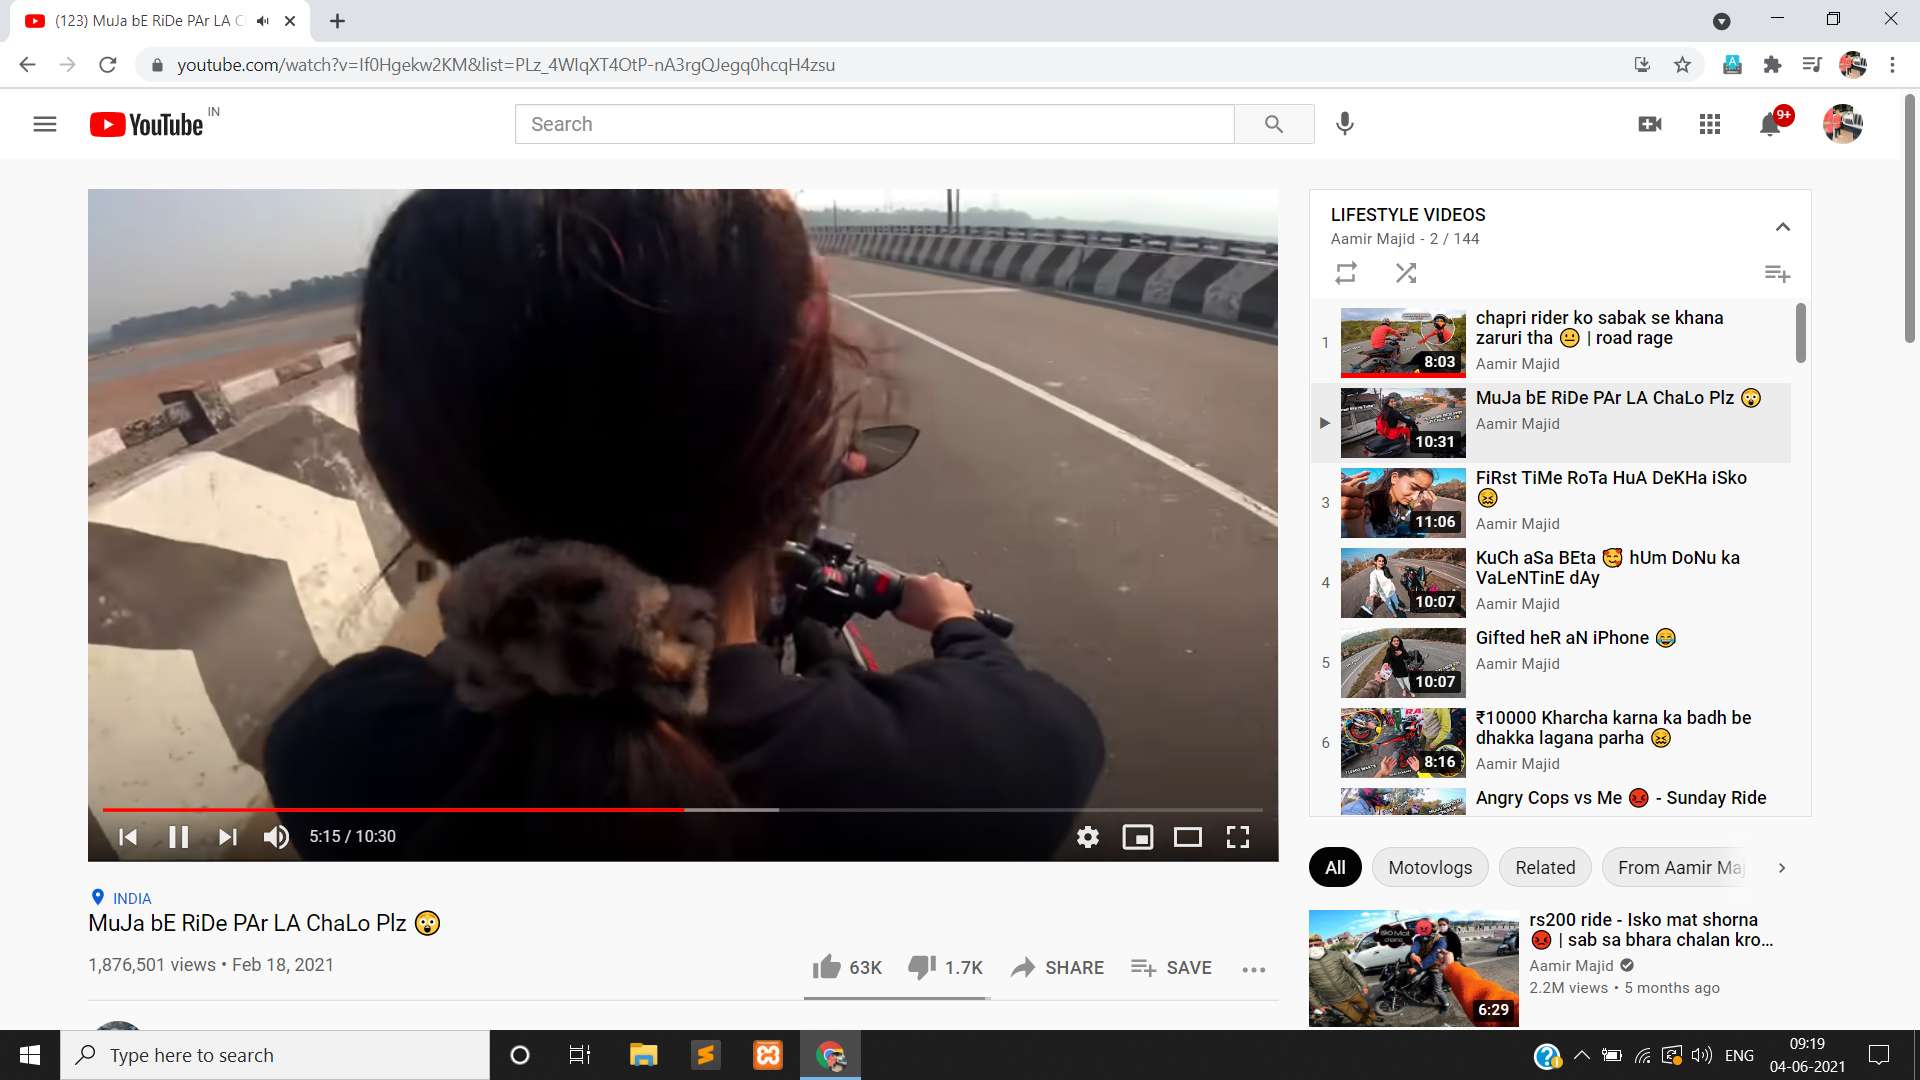 (123) MuJa bE RiDe PAr LA C
youtube.com/watch?v=If0Hgekw2KM&list=PLz_4WIqXT4OtP-nA3rgQJegq0hcqH4zsu
YouTube IN
Search
9+
LIFESTYLE VIDEOS
Aamir Majid - 2 / 144
1
chapri rider ko sabak se khana
zaruri tha 😐 | road rage
Aamir Majid
8:03
MuJa bE RiDe PAr LA ChaLo Plz 😲
Aamir Majid
10:31
3
FiRst TiMe RoTa HuA DeKHa iSko
😖
Aamir Majid
11:06
4
KuCh aSa BEta 🥰 hUm DoNu ka
VaLeNTinE dAy
Aamir Majid
10:07
5
Gifted heR aN iPhone 😂
Aamir Majid
10:07
6
₹10000 Kharcha karna ka badh be
dhakka lagana parha 😖
Aamir Majid
8:16
Angry Cops vs Me 😡 - Sunday Ride
5:15 / 10:30
INDIA
MuJa bE RiDe PAr LA ChaLo Plz 😲
1,876,501 views • Feb 18, 2021
63K 1.7K SHARE SAVE
All Motovlogs Related From Aamir Maj
rs200 ride - Isko mat shorna
😡 | sab sa bhara chalan kro...
Aamir Majid
2.2M views • 5 months ago
6:29
Type here to search
ENG
09:19
04-06-2021